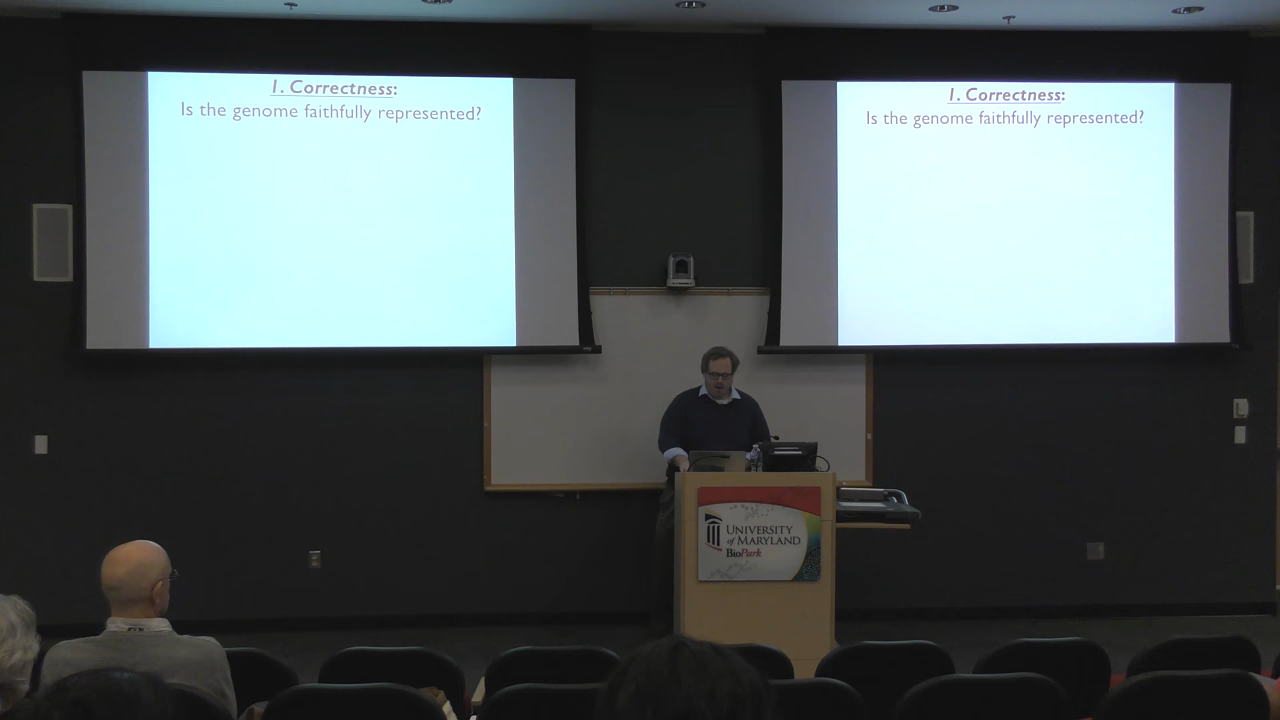 1. Correctness:
Is the genome faithfully represented?
1. Correctness:
Is the genome faithfully represented?
UNIVERSITY
of MARYLAND
BioPark